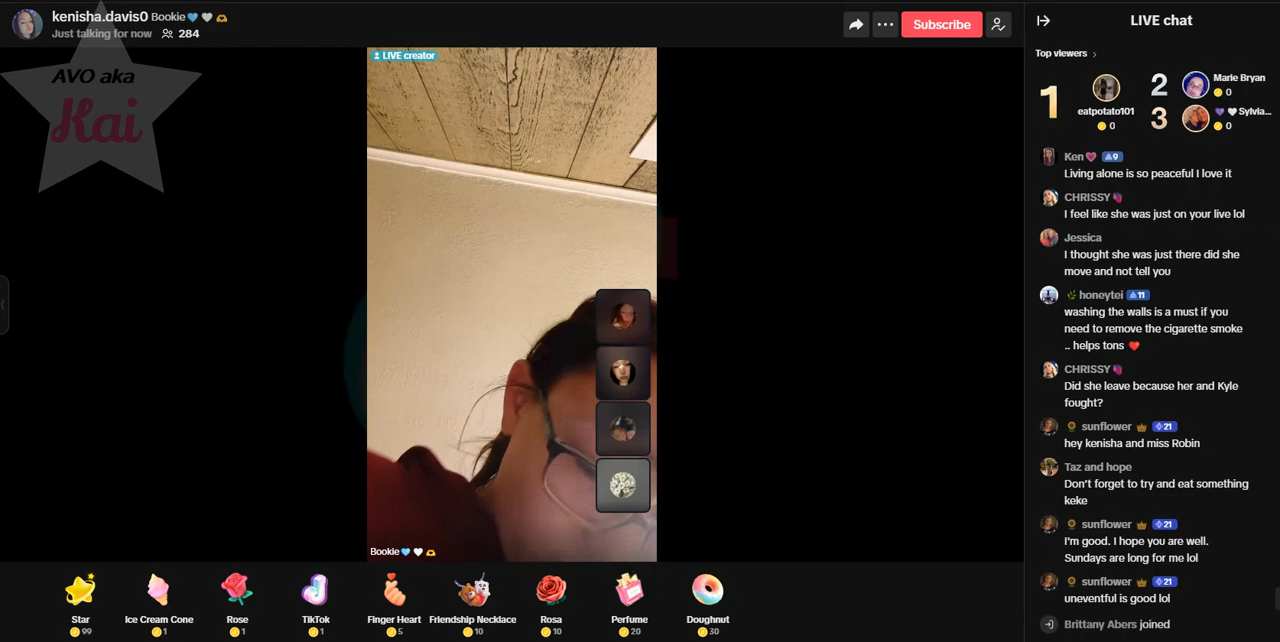 kenisha.davis0 Bookie💙🤍🫶
Just talking for now 284
Subscribe
LIVE chat
AVO aka
Kai
LIVE creator
Top viewers
1
eatpotato101
0
2
Marie Bryan
0
3
💜🤍Sylvia...
0
Ken💗 9
Living alone is so peaceful I love it
CHRISSY
I feel like she was just on your live lol
Jessica
I thought she was just there did she
move and not tell you
honeytei 11
washing the walls is a must if you
need to remove the cigarette smoke
.. helps tons ❤️
CHRISSY
Did she leave because her and Kyle
fought?
sunflower 21
hey kenisha and miss Robin
Taz and hope
Don't forget to try and eat something
keke
sunflower 21
I'm good. I hope you are well.
Sundays are long for me lol
sunflower 21
uneventful is good lol
Brittany Abers joined
Bookie💙🤍🫶
Star
99
Ice Cream Cone
1
Rose
1
TikTok
1
Finger Heart
5
Friendship Necklace
10
Rosa
10
Perfume
20
Doughnut
30